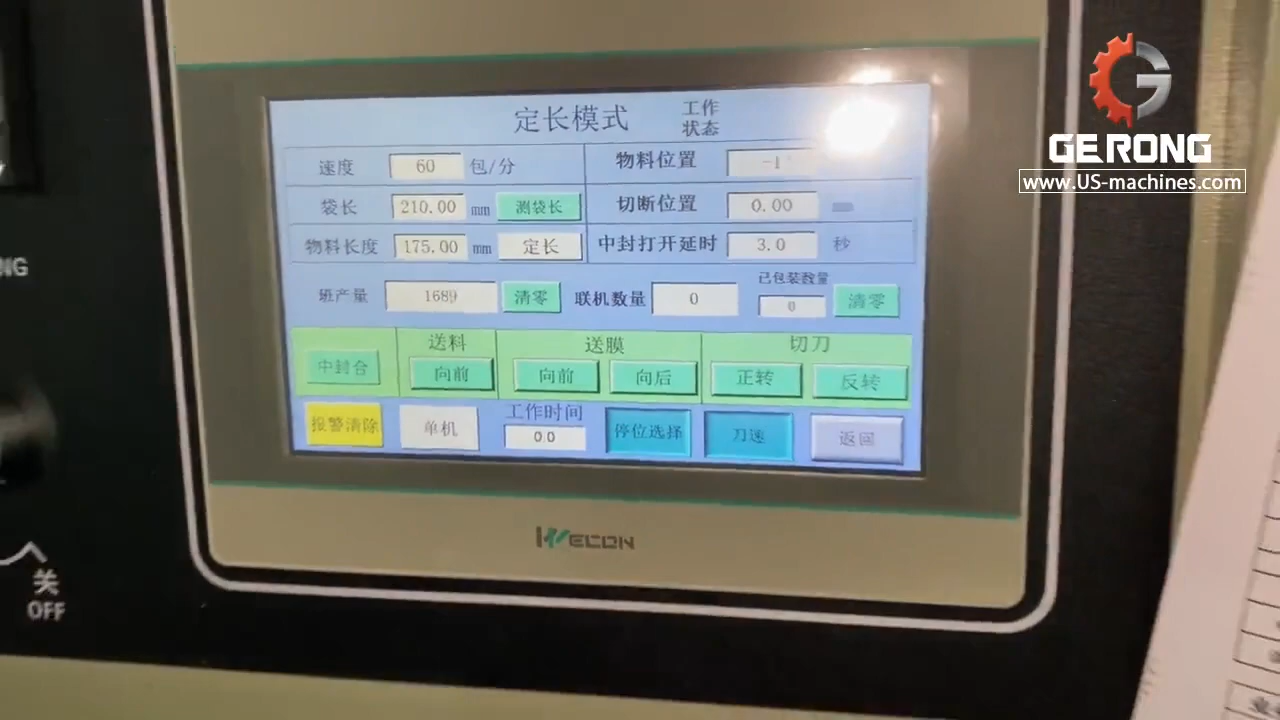 定长模式 工作状态
速度 60 包/分 物料位置 -1
袋长 210.00 mm 测袋长 切断位置 0.00
物料长度 175.00 mm 定长 中封打开延时 3.0 秒
班产量 1689 清零 联机数量 0 已包装数量 0 清零
中封合 送料 向前 送膜 向前 向后 切刀 正转 反转
报警清除 单机 工作时间 0.0 停位选择 刀速 返回
WECON
NG
关
OFF
GERONG
www.US-machines.com